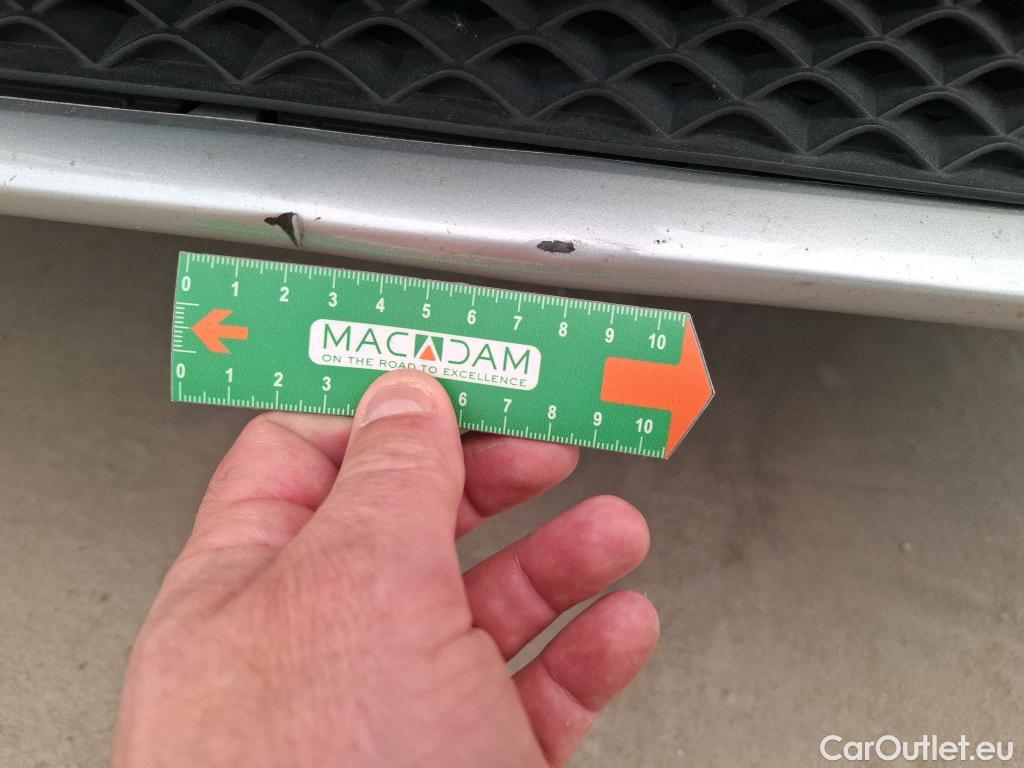 0 1 2 3 4 5 6 7 8 9 10
MACADAM
ON THE ROAD TO EXCELLENCE
0 1 2 3 6 7 8 9 10
CarOutlet.eu